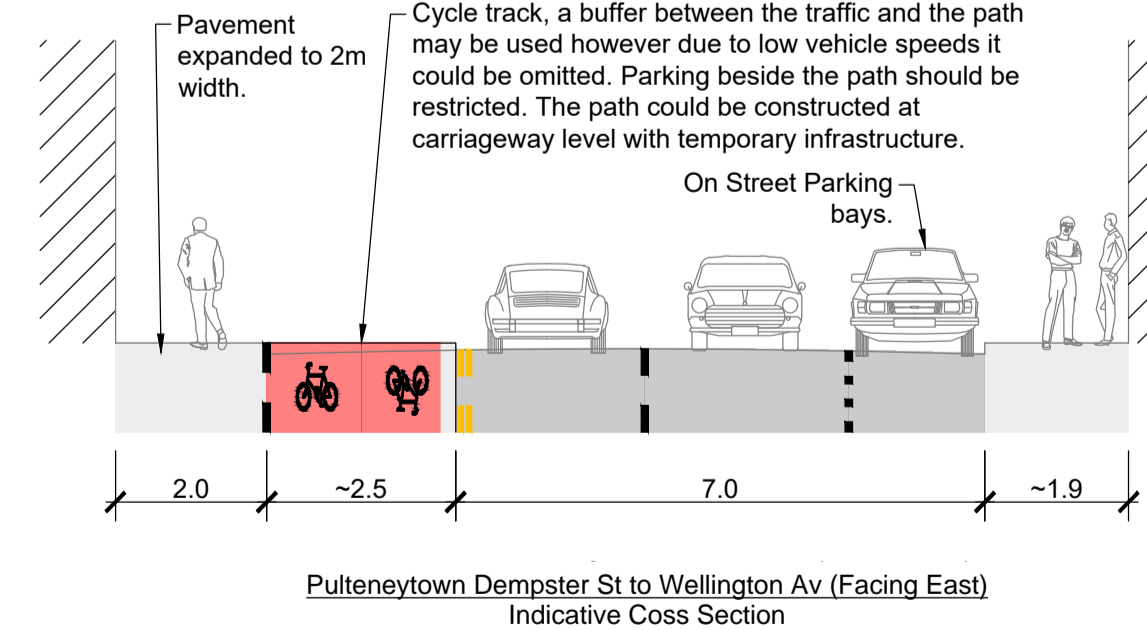 Pavement
expanded to 2m
width.
Cycle track, a buffer between the traffic and the path
may be used however due to low vehicle speeds it
could be omitted. Parking beside the path should be
restricted. The path could be constructed at
carriageway level with temporary infrastructure.
On Street Parking
bays.
2.0
~2.5
7.0
~1.9
Pulteneytown Dempster St to Wellington Av (Facing East)
Indicative Coss Section